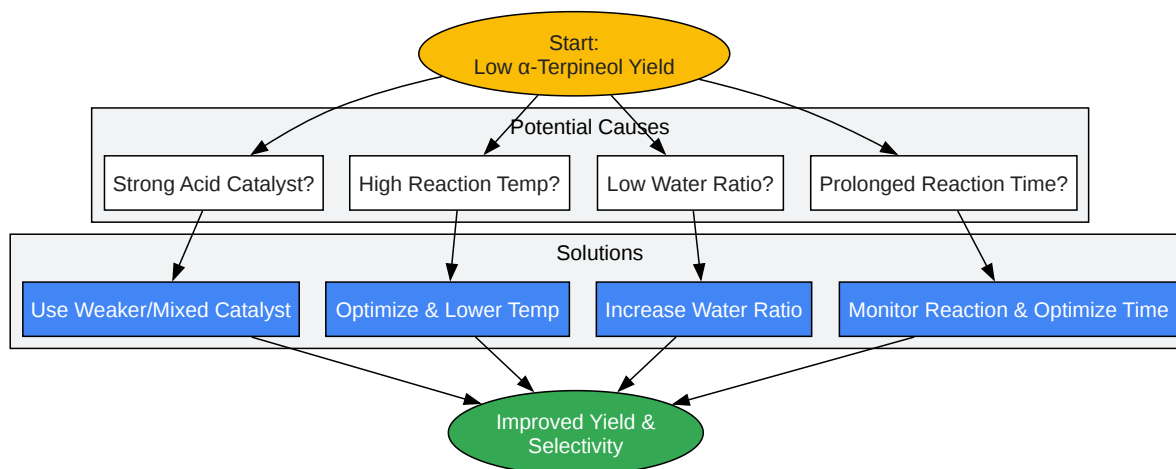 Start:
Low α-Terpineol Yield
Potential Causes
Strong Acid Catalyst?
High Reaction Temp?
Low Water Ratio?
Prolonged Reaction Time?
Solutions
Use Weaker/Mixed Catalyst
Optimize & Lower Temp
Increase Water Ratio
Monitor Reaction & Optimize Time
Improved Yield &
Selectivity